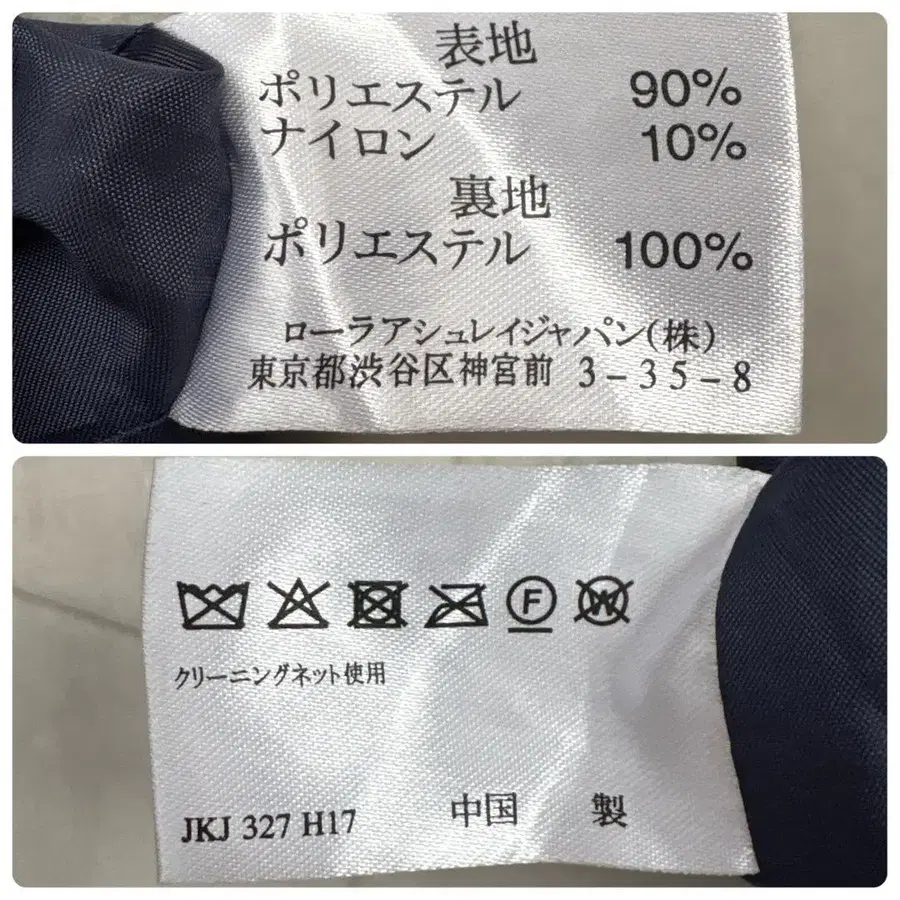 表地
ポリエステル 90%
ナイロン 10%
裏地
ポリエステル 100%
ローラアシュレイジャパン(株)
東京都渋谷区神宮前 3-35-8
F W
クリーニングネット使用
JKJ 327 H17 中国 製